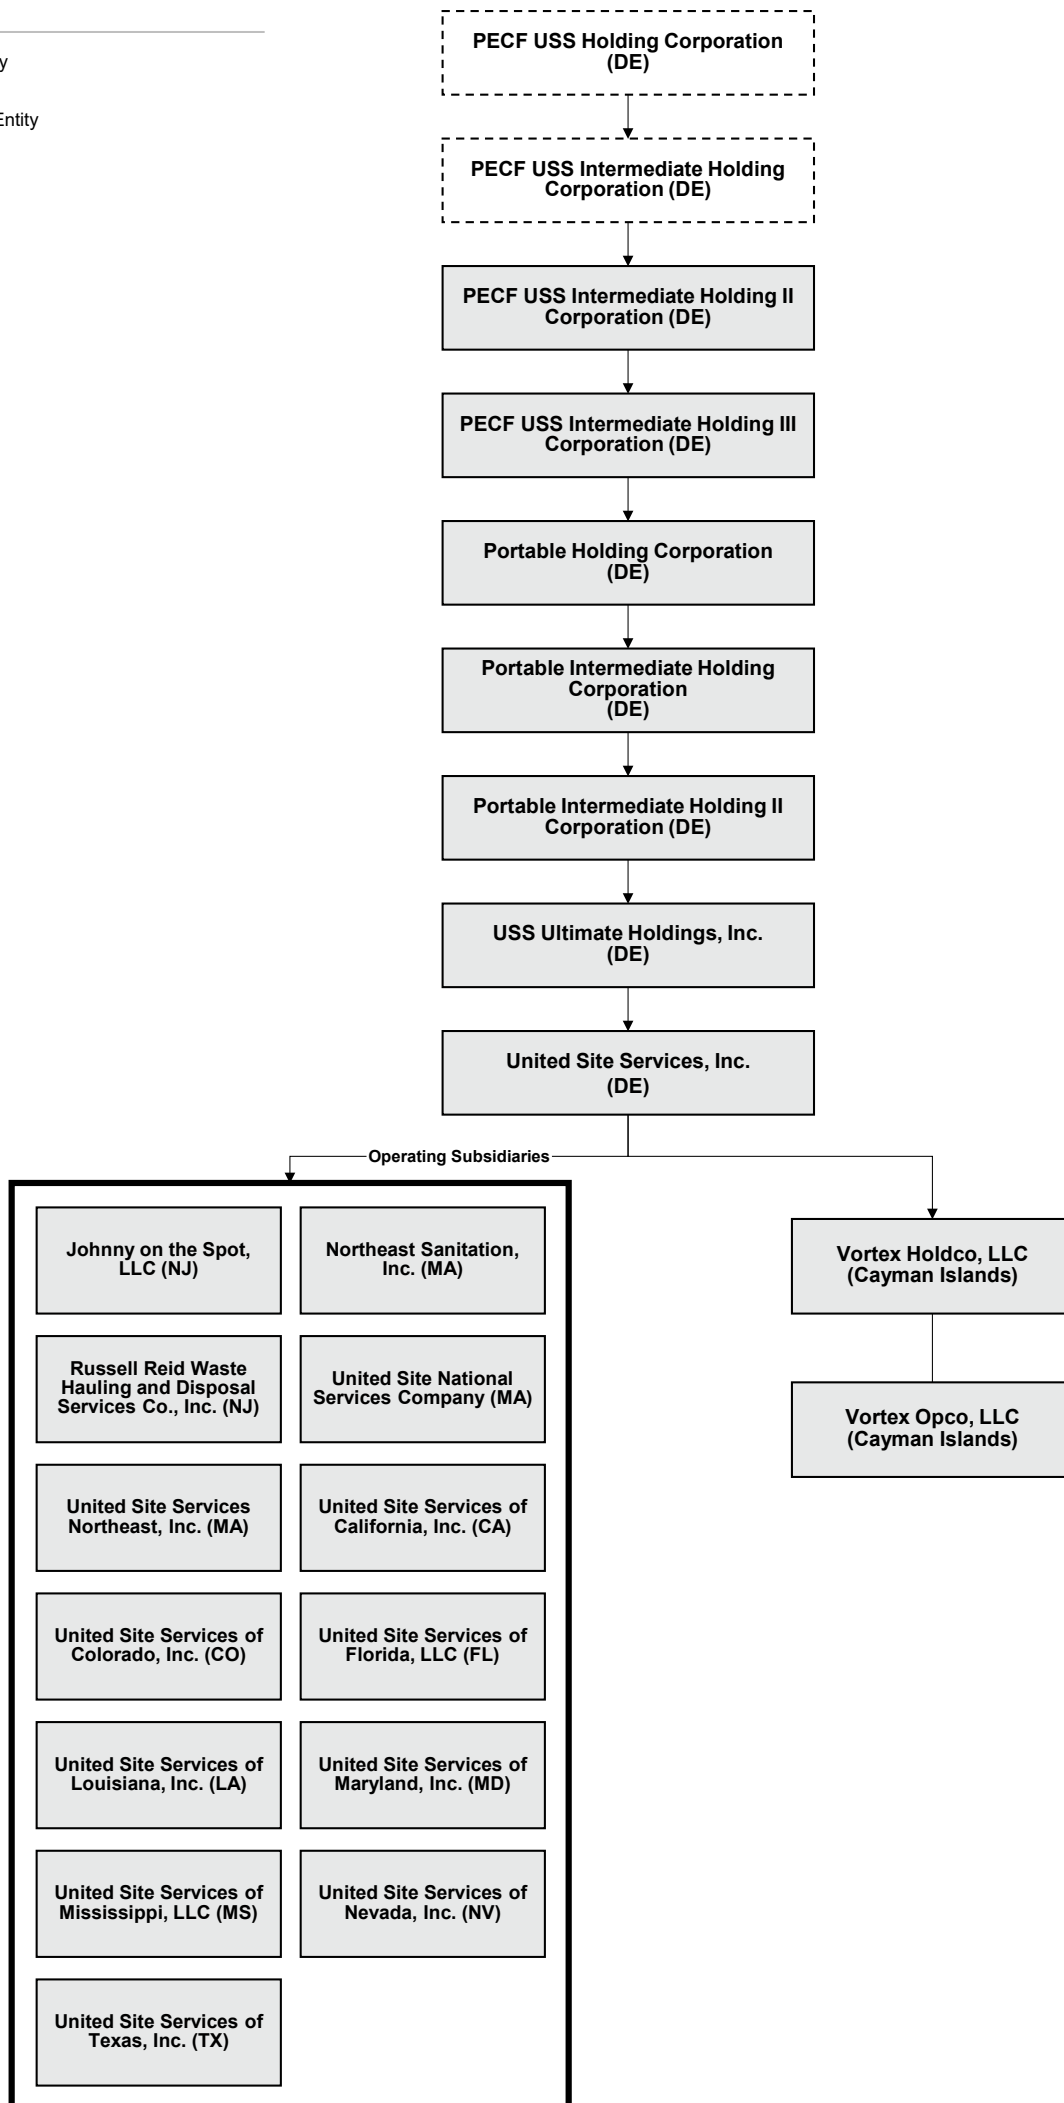 y
Entity
PECF USS Holding Corporation
(DE)
PECF USS Intermediate Holding
Corporation (DE)
PECF USS Intermediate Holding II
Corporation (DE)
PECF USS Intermediate Holding III
Corporation (DE)
Portable Holding Corporation
(DE)
Portable Intermediate Holding
Corporation
(DE)
Portable Intermediate Holding II
Corporation (DE)
USS Ultimate Holdings, Inc.
(DE)
United Site Services, Inc.
(DE)
Operating Subsidiaries
Johnny on the Spot,
LLC (NJ)
Northeast Sanitation,
Inc. (MA)
Vortex Holdco, LLC
(Cayman Islands)
Russell Reid Waste
Hauling and Disposal
Services Co., Inc. (NJ)
United Site National
Services Company (MA)
Vortex Opco, LLC
(Cayman Islands)
United Site Services
Northeast, Inc. (MA)
United Site Services of
California, Inc. (CA)
United Site Services of
Colorado, Inc. (CO)
United Site Services of
Florida, LLC (FL)
United Site Services of
Louisiana, Inc. (LA)
United Site Services of
Maryland, Inc. (MD)
United Site Services of
Mississippi, LLC (MS)
United Site Services of
Nevada, Inc. (NV)
United Site Services of
Texas, Inc. (TX)